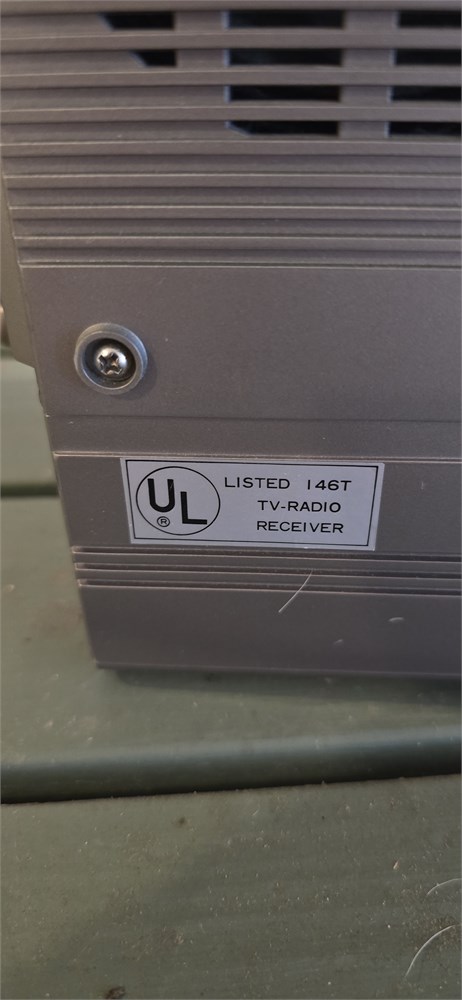 UL
®
LISTED 146T
TV-RADIO
RECEIVER